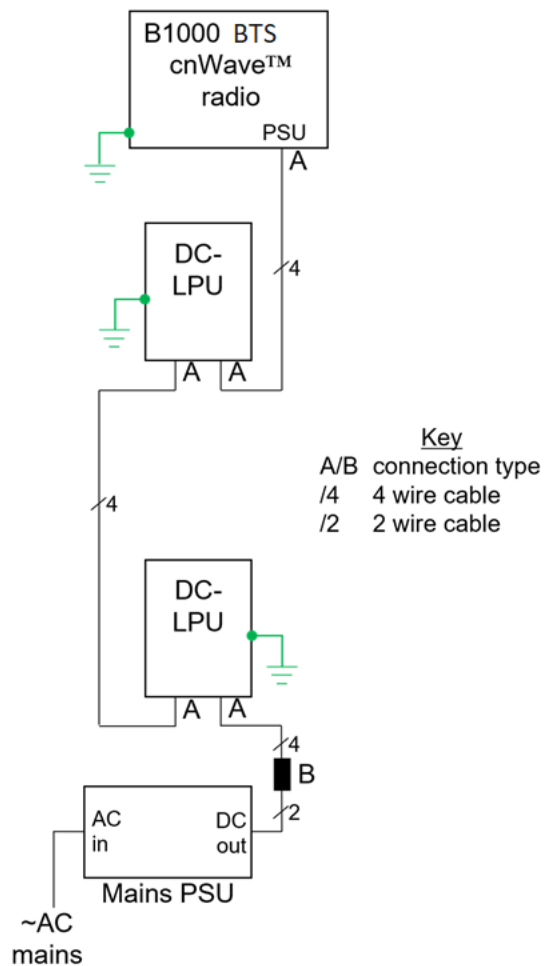 B1000 BTS
cnWave™
radio
PSU
A
4
DC-
LPU
A A
Key
A/B connection type
/4 4 wire cable
/2 2 wire cable
4
DC-
LPU
A A
4
B
2
AC
in
DC
out
Mains PSU
~AC
mains